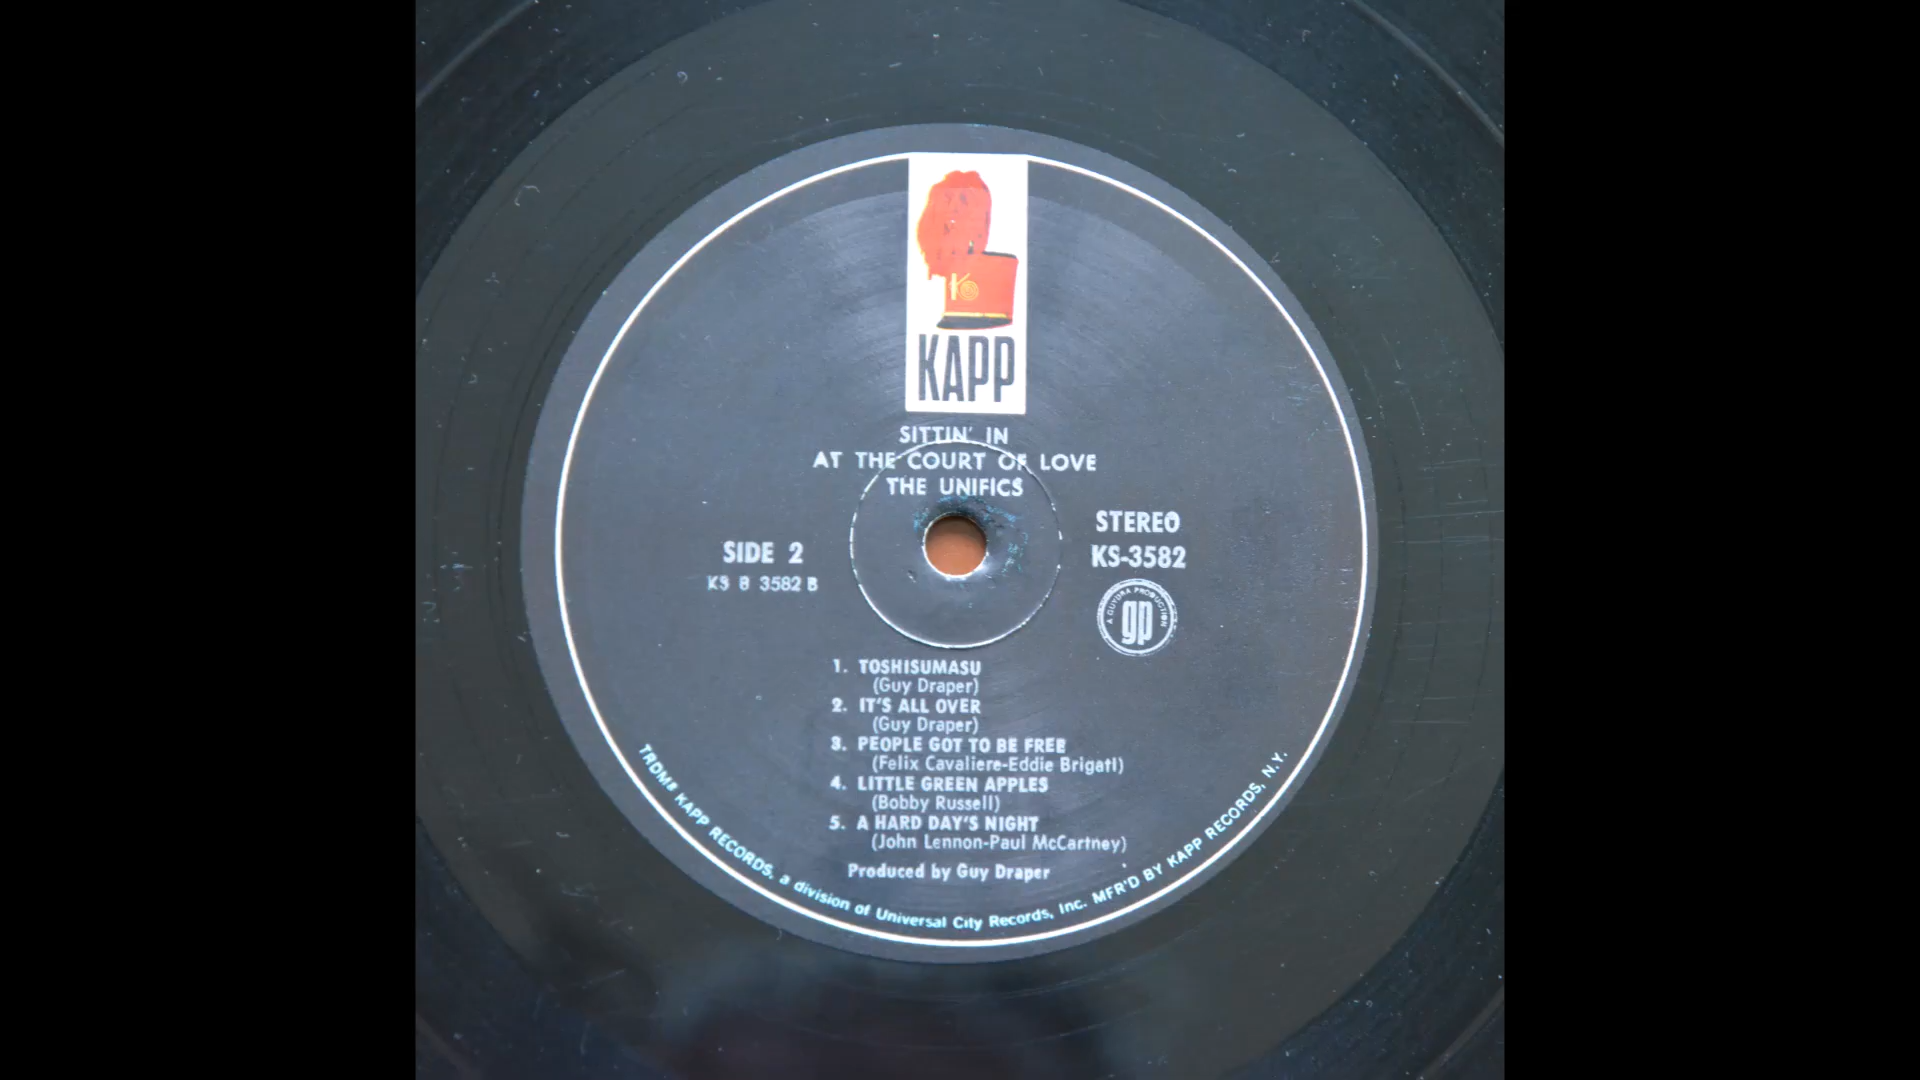 KAPP
SITTIN' IN
AT THE COURT OF LOVE
THE UNIFICS
STEREO
KS-3582
SIDE 2
KS B 3582 B
A GUYDRA PRODUCTION
gp
1. TOSHISUMASU
(Guy Draper)
2. IT'S ALL OVER
(Guy Draper)
3. PEOPLE GOT TO BE FREE
(Felix Cavaliere-Eddie Brigati)
4. LITTLE GREEN APPLES
(Bobby Russell)
5. A HARD DAY'S NIGHT
(John Lennon-Paul McCartney)
Produced by Guy Draper
KAPP RECORDS, a division of Universal City Records, Inc. MFR'D BY KAPP RECORDS, N.Y.